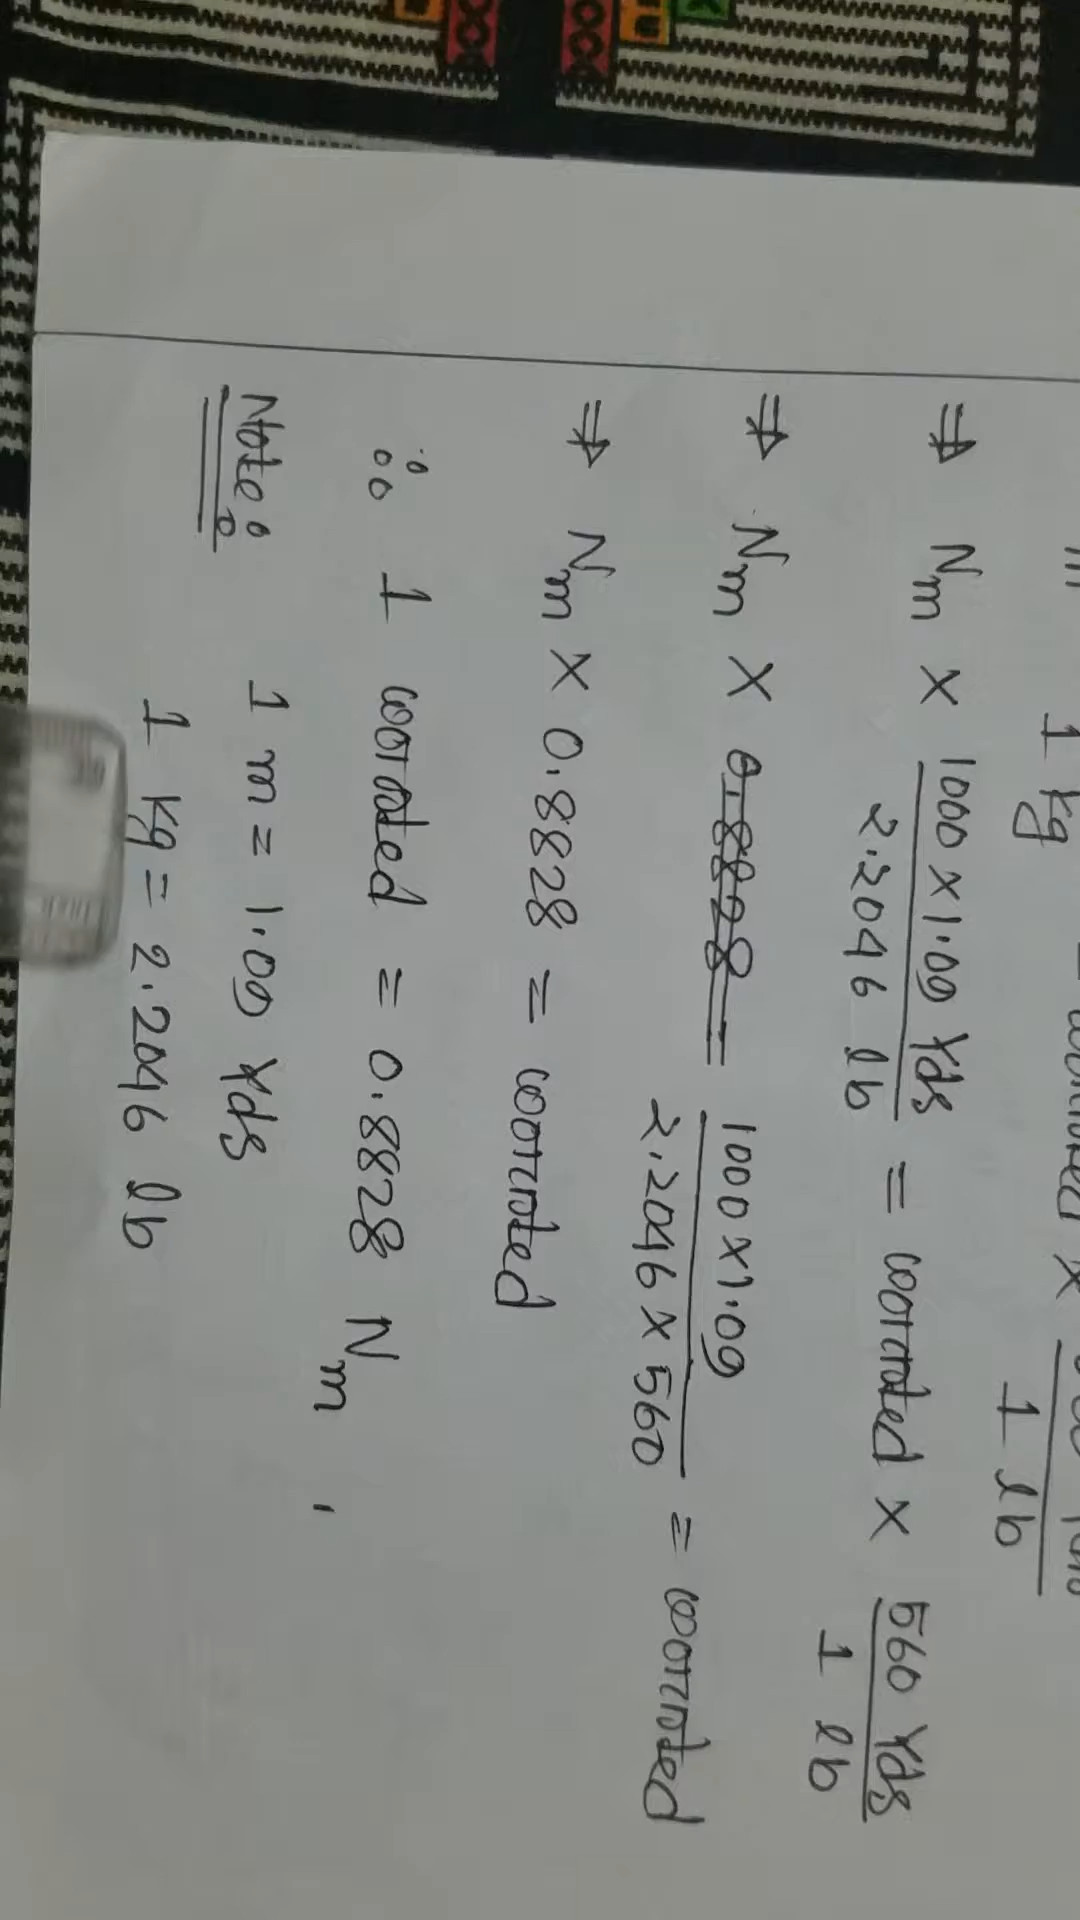 1 kg
1 lb
⇒ Nm × 1000 × 1.09 Yds / 2.2046 lb = worsted × 560 Yds / 1 lb
⇒ Nm × 0.8828 = 1000 × 1.09 / 2.2046 × 560 = worsted
⇒ Nm × 0.8828 = worsted
∴ 1 worsted = 0.8828 Nm
Note:
1 m = 1.09 Yds
1 kg = 2.2046 lb